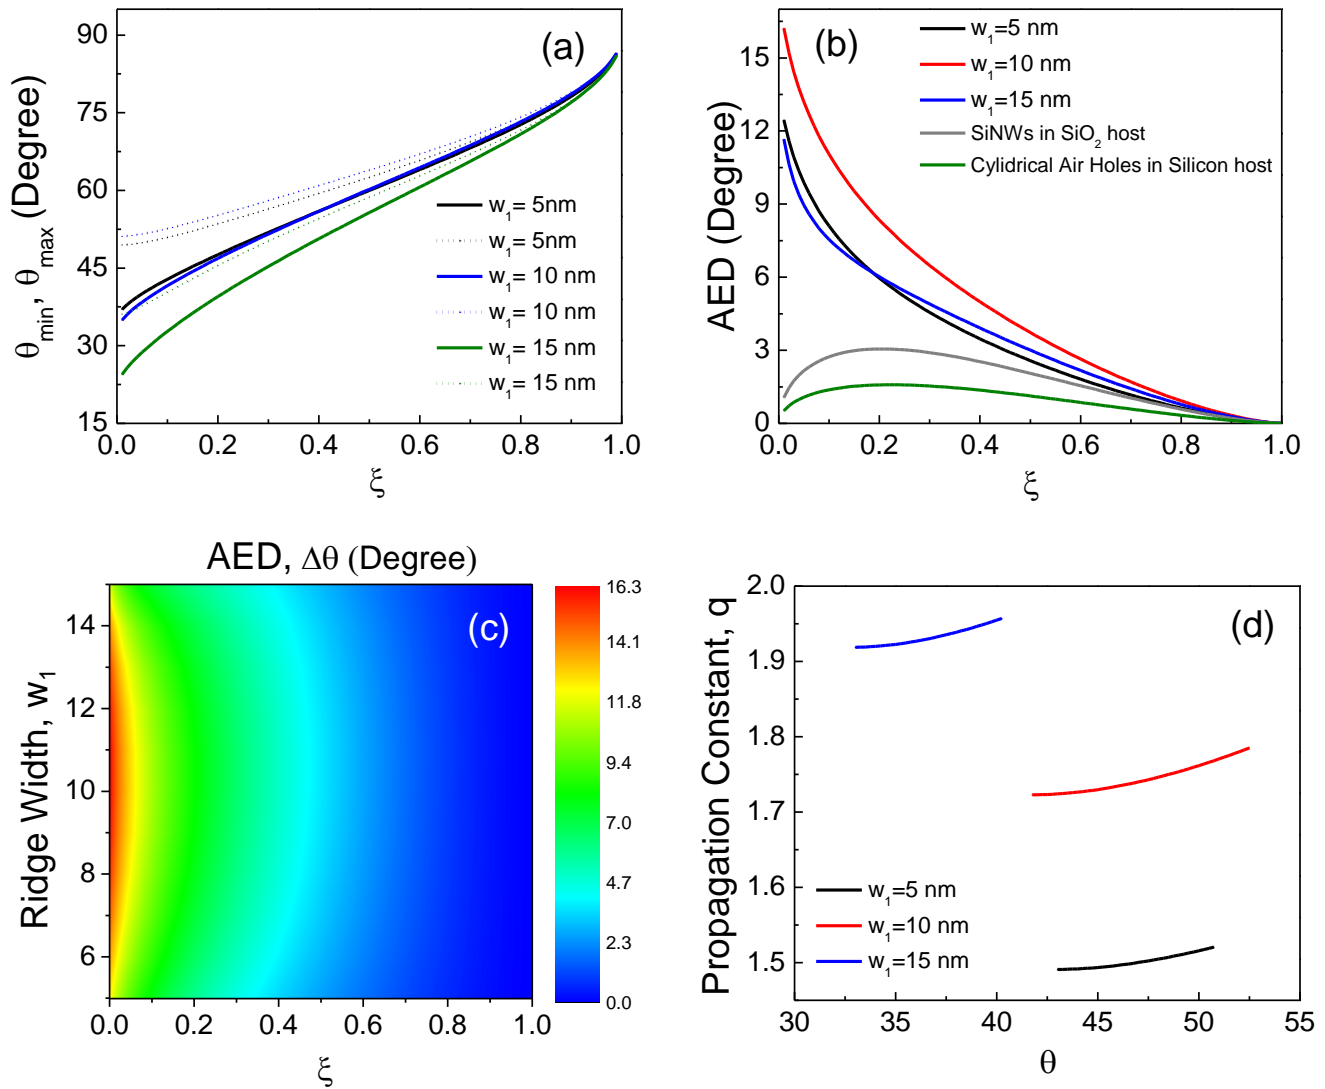 (a)
90
75
60
45
30
15
θmin, θmax (Degree)
w1= 5nm
w1= 5nm
w1= 10 nm
w1= 10 nm
w1= 15 nm
w1= 15 nm
0.0 0.2 0.4 0.6 0.8 1.0
ξ
(b)
15
12
9
6
3
0
AED (Degree)
w1=5 nm
w1=10 nm
w1=15 nm
SiNWs in SiO2 host
Cylidrical Air Holes in Silicon host
0.0 0.2 0.4 0.6 0.8 1.0
ξ
AED, Δθ (Degree)
(c)
14
12
10
8
6
Ridge Width, w1
0.0 0.2 0.4 0.6 0.8 1.0
ξ
16.3
14.1
11.8
9.4
7.0
4.7
2.3
0.0
(d)
2.0
1.9
1.8
1.7
1.6
1.5
Propagation Constant, q
w1=5 nm
w1=10 nm
w1=15 nm
30 35 40 45 50 55
θ